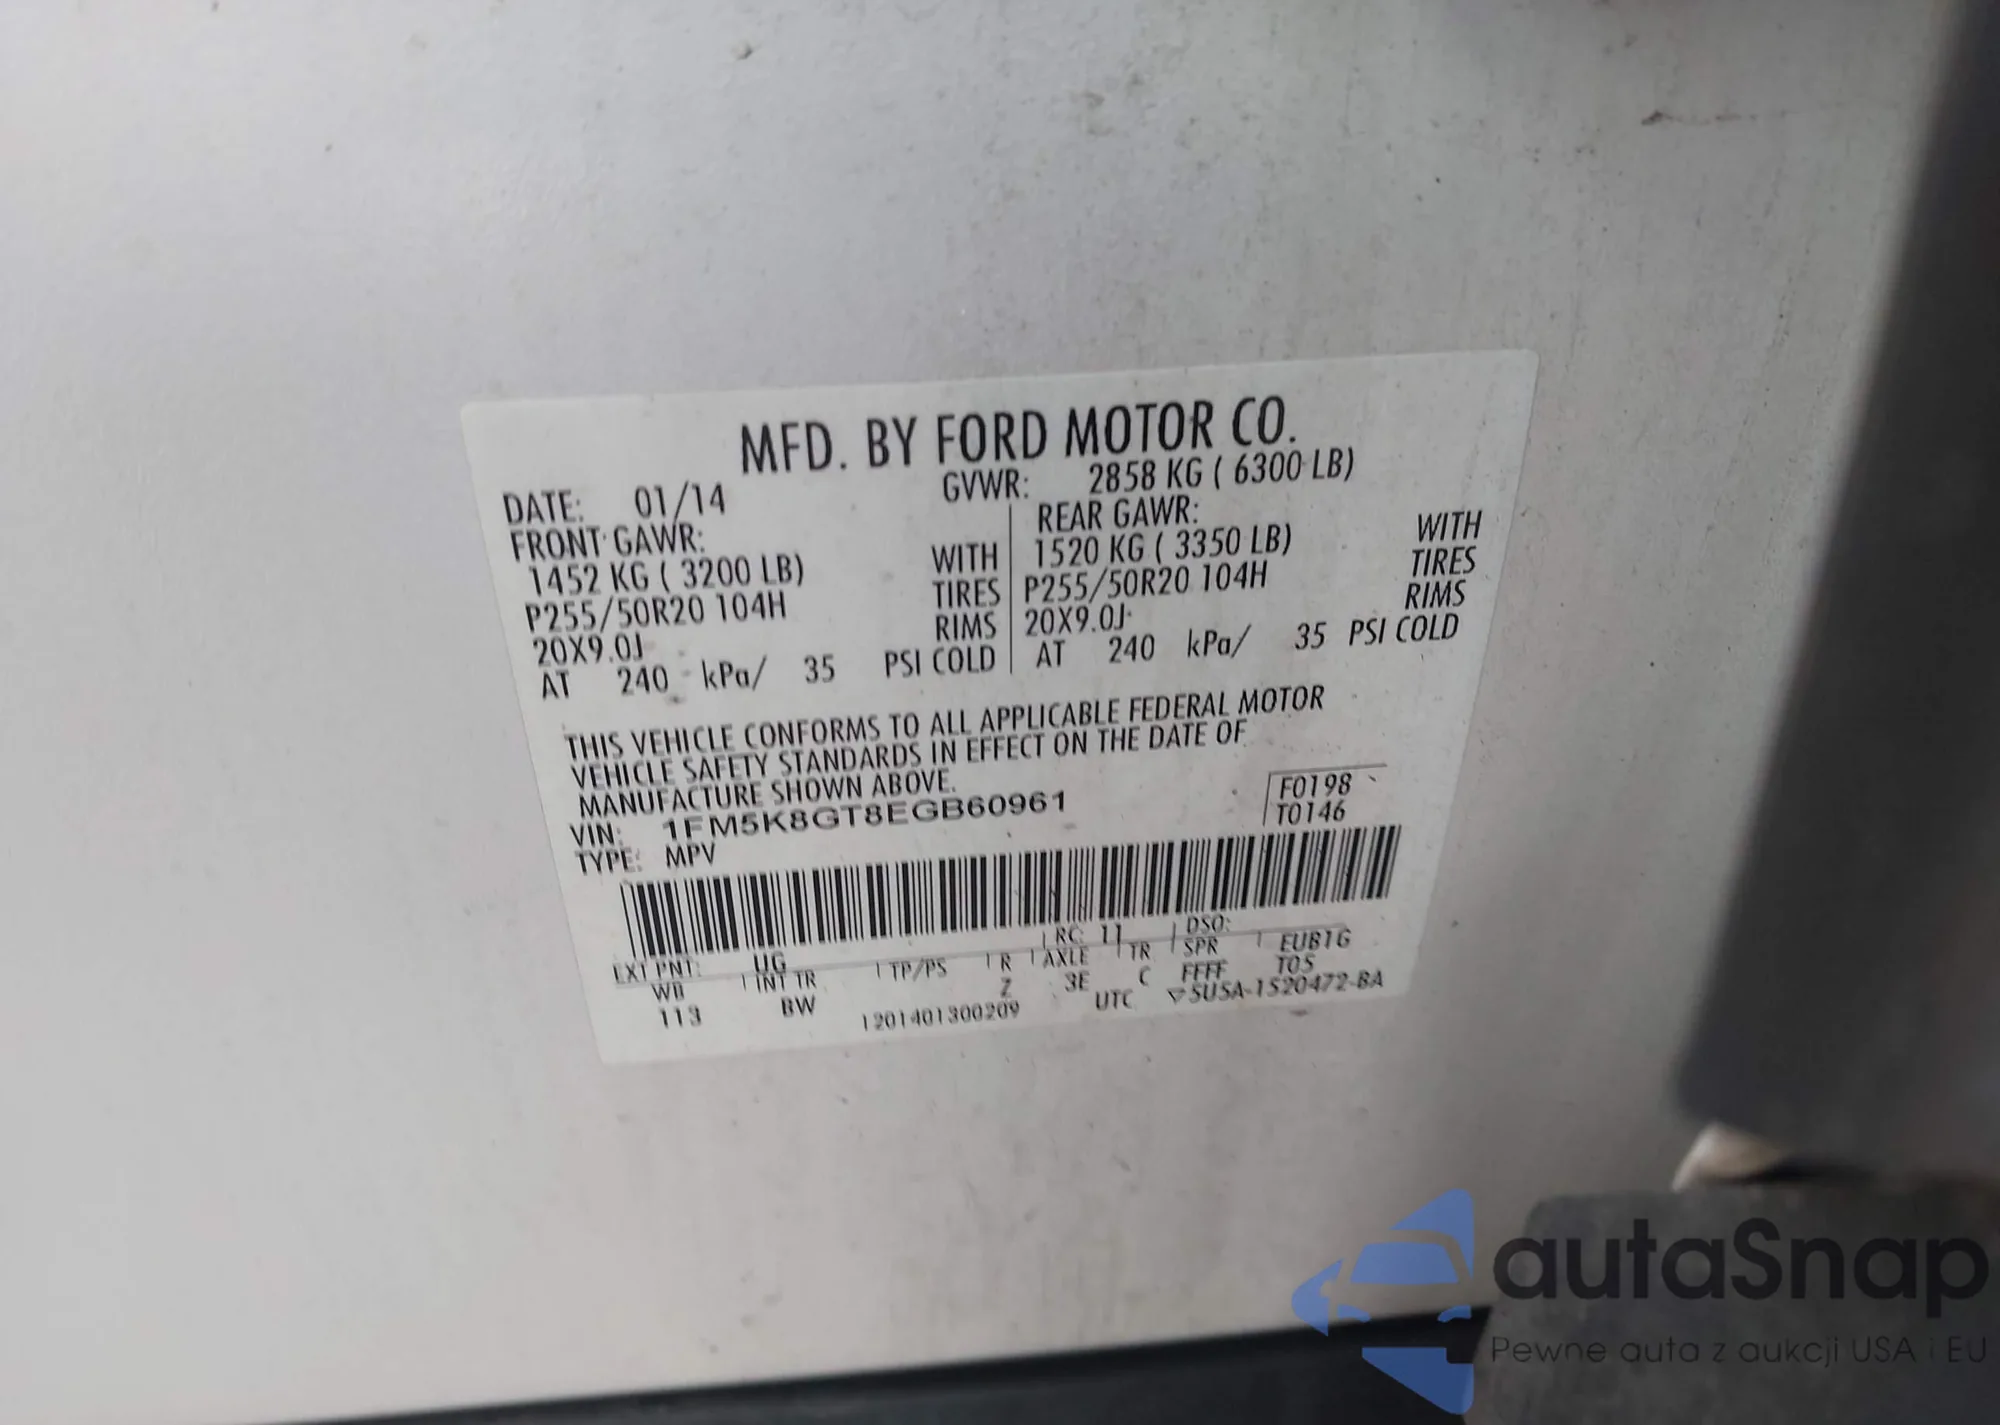 MFD. BY FORD MOTOR CO.
DATE: 01/14 GVWR: 2858 KG ( 6300 LB)
FRONT GAWR: REAR GAWR:
1452 KG ( 3200 LB) WITH 1520 KG ( 3350 LB) WITH
P255/50R20 104H TIRES P255/50R20 104H TIRES
20X9.0J RIMS 20X9.0J RIMS
AT 240 kPa/ 35 PSI COLD AT 240 kPa/ 35 PSI COLD
THIS VEHICLE CONFORMS TO ALL APPLICABLE FEDERAL MOTOR
VEHICLE SAFETY STANDARDS IN EFFECT ON THE DATE OF
MANUFACTURE SHOWN ABOVE.
VIN: 1FM5K8GT8EGB60961 F0198
TYPE: MPV T0146
EXT PNT: UG RC: 11 DSO: EUB1G
WB INT TR TP/PS R AXLE TR SPR T05
113 BW Z 3E C FFFF
1201401300209 UTC ▽5U5A-1520472-BA
autaSnap
Pewne auta z aukcji USA i EU